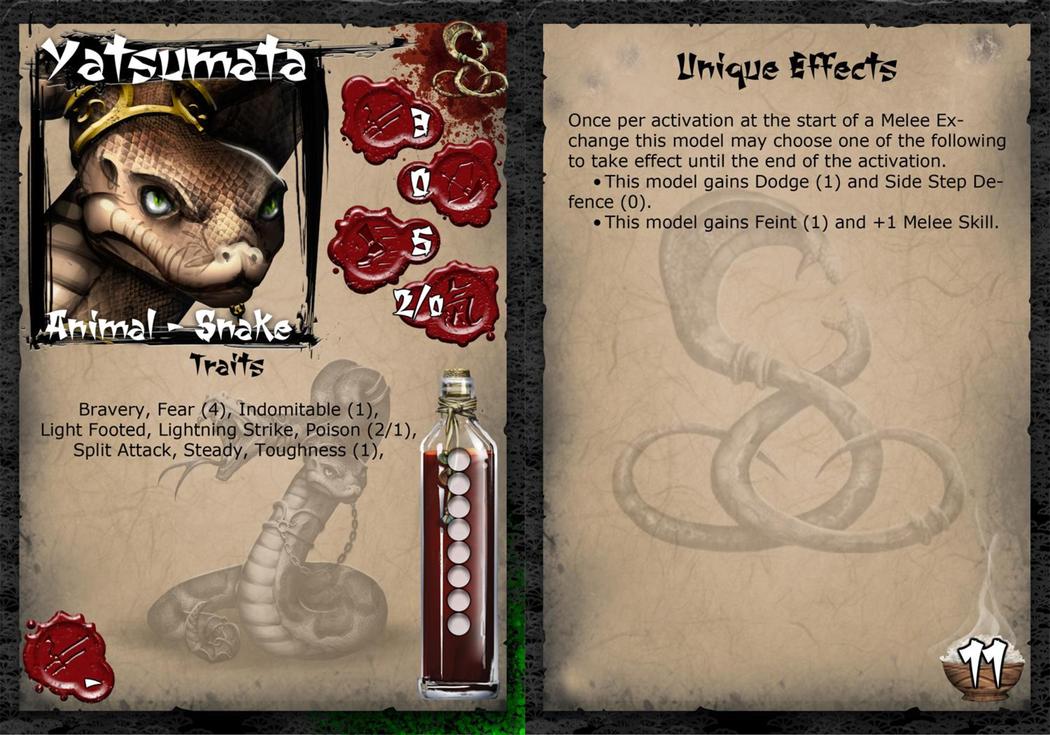 Yatsumata
3
0
5
2/0
Animal - Snake
Traits
Bravery, Fear (4), Indomitable (1),
Light Footed, Lightning Strike, Poison (2/1),
Split Attack, Steady, Toughness (1),
Unique Effects
Once per activation at the start of a Melee Ex-
change this model may choose one of the following
to take effect until the end of the activation.
•This model gains Dodge (1) and Side Step De-
fence (0).
•This model gains Feint (1) and +1 Melee Skill.
11